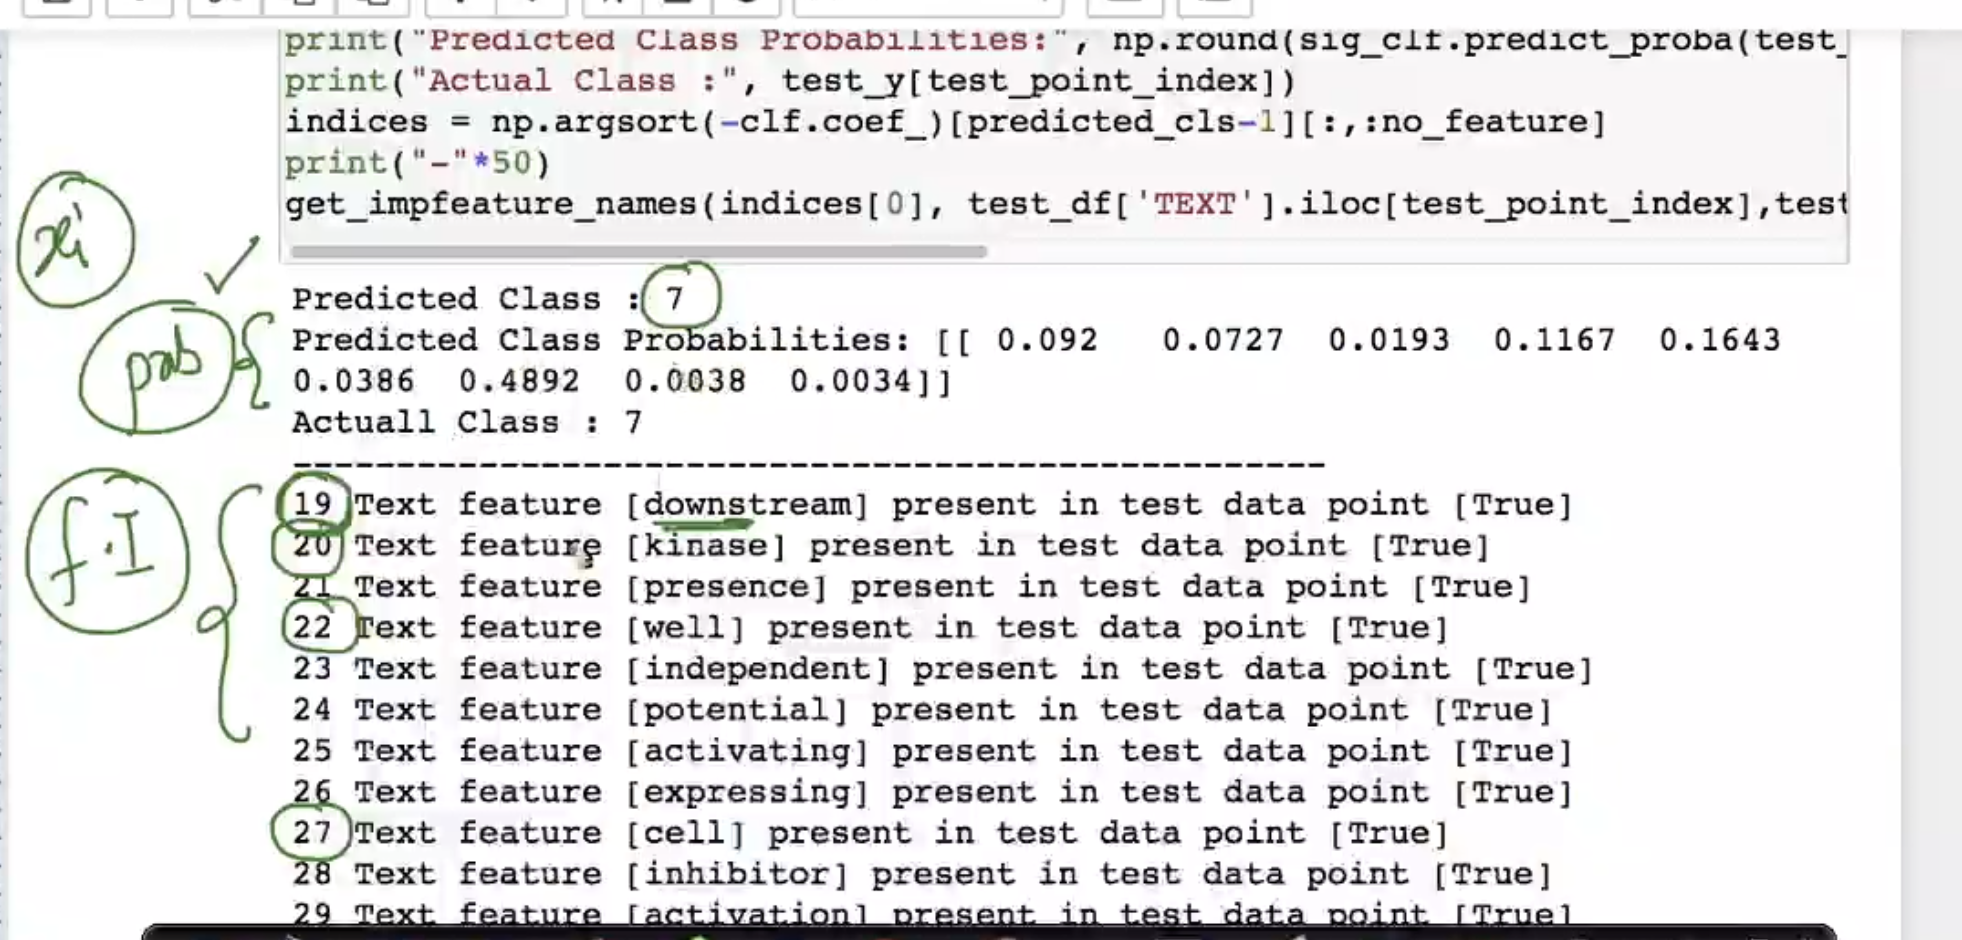 print("Predicted Class Probabilities:", np.round(sig_clf.predict_proba(test_
print("Actual Class :", test_y[test_point_index])
indices = np.argsort(-clf.coef_)[predicted_cls-1][:,:no_feature]
print("-"*50)
get_impfeature_names(indices[0], test_df['TEXT'].iloc[test_point_index],test
xi
Predicted Class : 7
prob
Predicted Class Probabilities: [[ 0.092 0.0727 0.0193 0.1167 0.1643
0.0386 0.4892 0.0038 0.0034]]
Actuall Class : 7
--------------------------------------------------
f.I
19 Text feature [downstream] present in test data point [True]
20 Text feature [kinase] present in test data point [True]
21 Text feature [presence] present in test data point [True]
22 Text feature [well] present in test data point [True]
23 Text feature [independent] present in test data point [True]
24 Text feature [potential] present in test data point [True]
25 Text feature [activating] present in test data point [True]
26 Text feature [expressing] present in test data point [True]
27 Text feature [cell] present in test data point [True]
28 Text feature [inhibitor] present in test data point [True]
29 Text feature [activation] present in test data point [True]